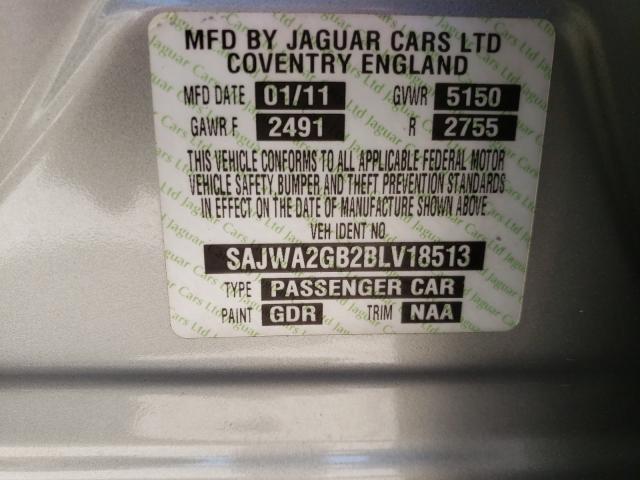 MFD BY JAGUAR CARS LTD
COVENTRY ENGLAND
MFD DATE 01/11 GVWR 5150
GAWR F 2491 R 2755
THIS VEHICLE CONFORMS TO ALL APPLICABLE FEDERAL MOTOR
VEHICLE SAFETY, BUMPER AND THEFT PREVENTION STANDARDS
IN EFFECT ON THE DATE OF MANUFACTURE SHOWN ABOVE.
VEH IDENT NO.
SAJWA2GB2BLV18513
TYPE PASSENGER CAR
PAINT GDR TRIM NAA